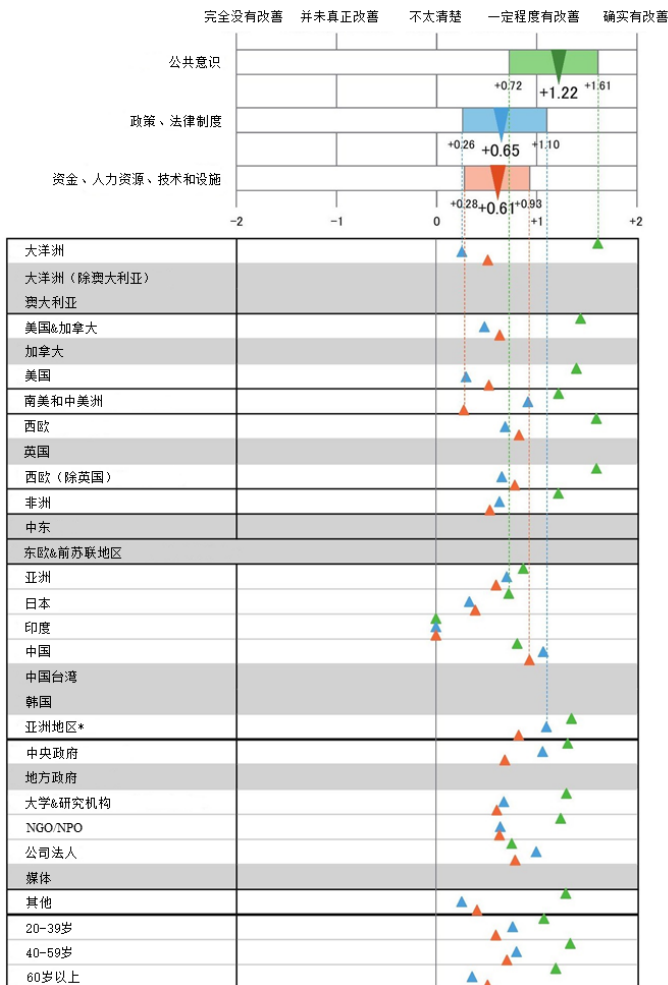 完全没有改善 并未真正改善 不太清楚 一定程度有改善 确实有改善
公共意识
+0.72 +1.22 +1.61
政策、法律制度
+0.26 +0.65 +1.10
资金、人力资源、技术和设施
+0.28 +0.61 +0.93
-2 -1 0 +1 +2
大洋洲
大洋洲（除澳大利亚）
澳大利亚
美国&加拿大
加拿大
美国
南美和中美洲
西欧
英国
西欧（除英国）
非洲
中东
东欧&前苏联地区
亚洲
日本
印度
中国
中国台湾
韩国
亚洲地区*
中央政府
地方政府
大学&研究机构
NGO/NPO
公司法人
媒体
其他
20-39岁
40-59岁
60岁以上